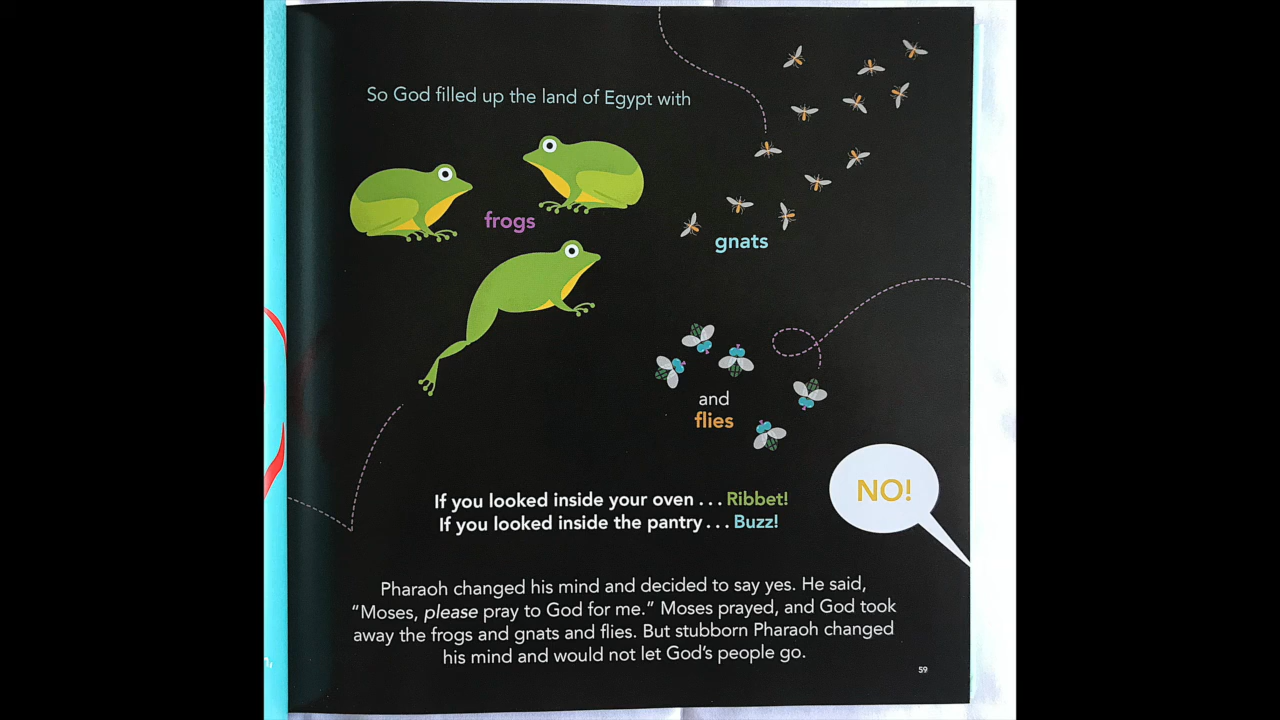 So God filled up the land of Egypt with
frogs
gnats
and
flies
If you looked inside your oven . . . Ribbet!
If you looked inside the pantry . . . Buzz!
NO!
Pharaoh changed his mind and decided to say yes. He said,
“Moses, please pray to God for me.” Moses prayed, and God took
away the frogs and gnats and flies. But stubborn Pharaoh changed
his mind and would not let God’s people go.
59